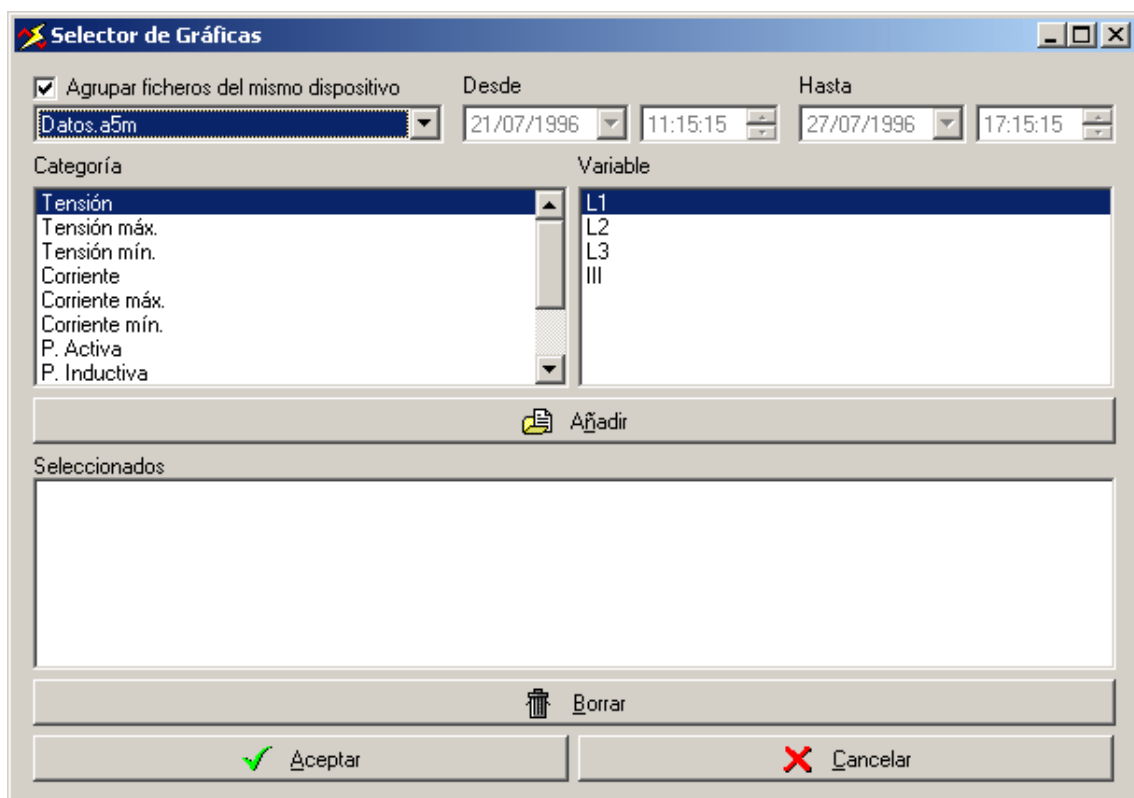 Selector de Gráficas
Agrupar ficheros del mismo dispositivo
Desde
Hasta
Datos.a5m
21/07/1996
11:15:15
27/07/1996
17:15:15
Categoría
Variable
Tensión
Tensión máx.
Tensión mín.
Corriente
Corriente máx.
Corriente mín.
P. Activa
P. Inductiva
L1
L2
L3
III
Añadir
Seleccionados
Borrar
Aceptar
Cancelar